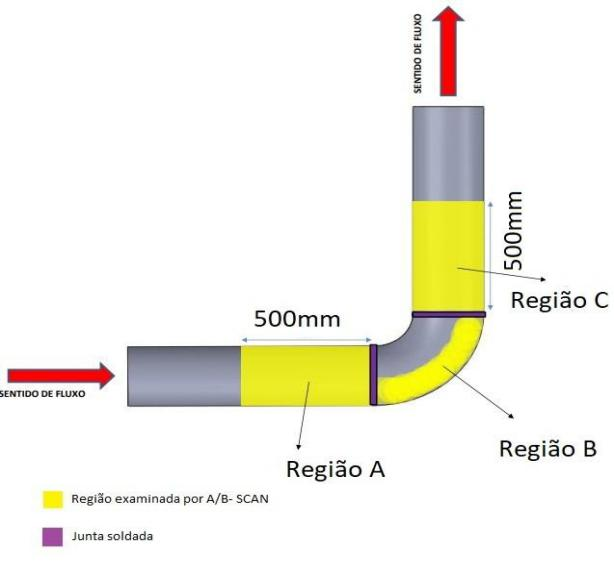 SENTIDO DE FLUXO
500mm
Região C
500mm
SENTIDO DE FLUXO
Região B
Região A
Região examinada por A/B- SCAN
Junta soldada